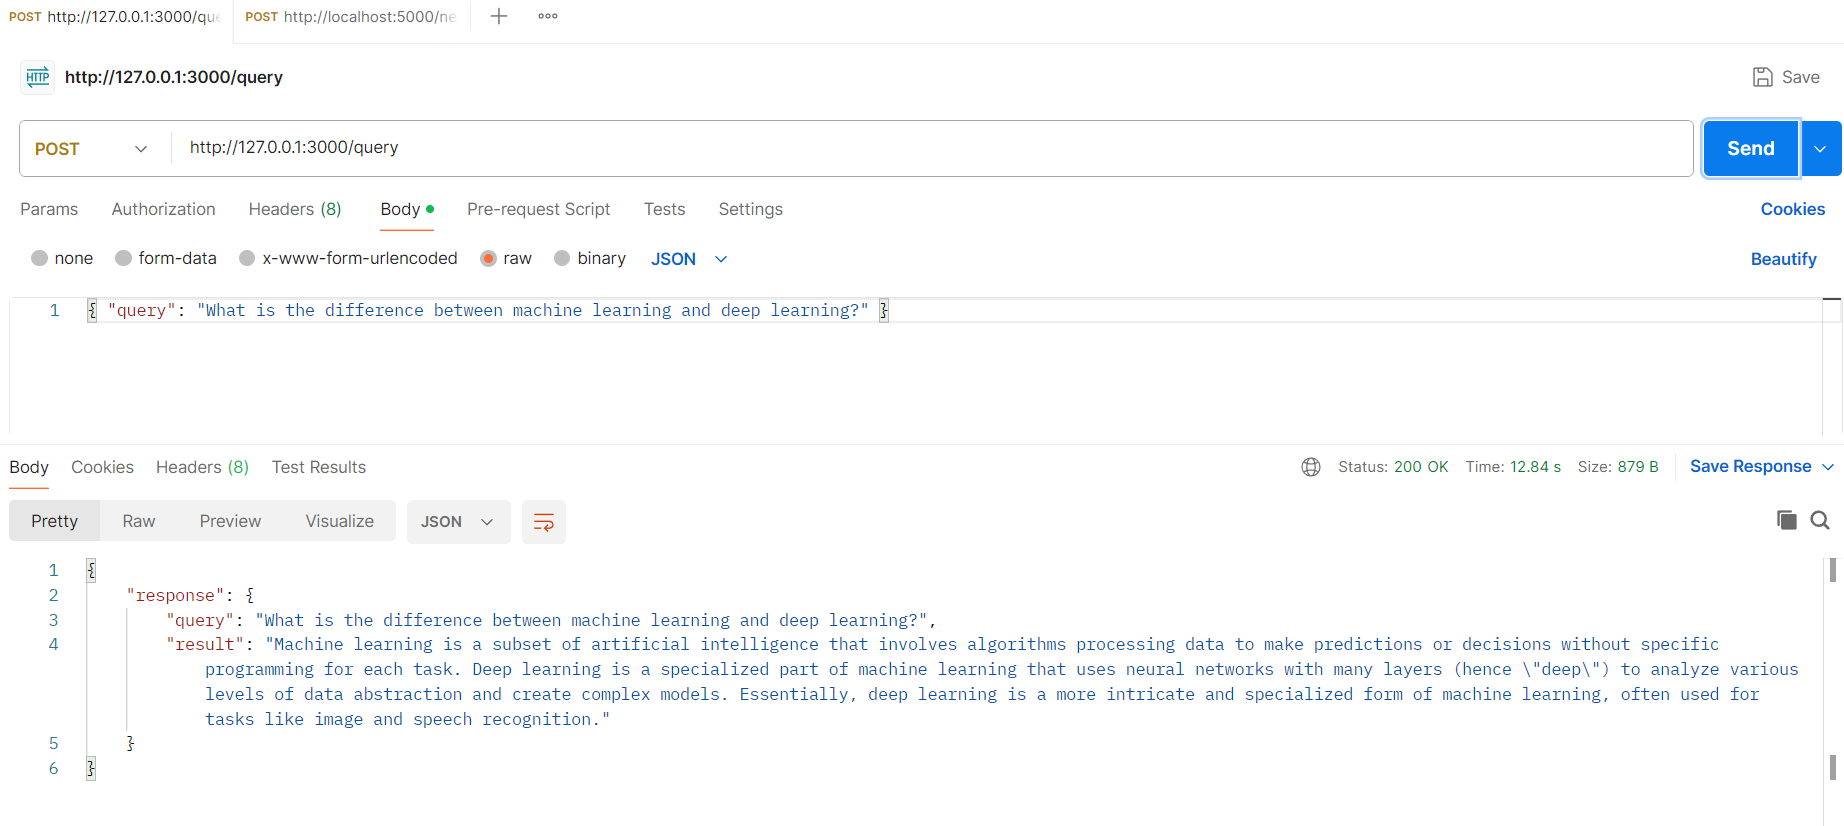 POST http://127.0.0.1:3000/que
POST http://localhost:5000/ne
HTTP http://127.0.0.1:3000/query
Save
POST http://127.0.0.1:3000/query
Send
Params Authorization Headers (8) Body Pre-request Script Tests Settings Cookies
none form-data x-www-form-urlencoded raw binary JSON Beautify
1 { "query": "What is the difference between machine learning and deep learning?" }
Body Cookies Headers (8) Test Results Status: 200 OK Time: 12.84 s Size: 879 B Save Response
Pretty Raw Preview Visualize JSON
1 {
2 "response": {
3 "query": "What is the difference between machine learning and deep learning?",
4 "result": "Machine learning is a subset of artificial intelligence that involves algorithms processing data to make predictions or decisions without specific
programming for each task. Deep learning is a specialized part of machine learning that uses neural networks with many layers (hence \"deep\") to analyze various
levels of data abstraction and create complex models. Essentially, deep learning is a more intricate and specialized form of machine learning, often used for
tasks like image and speech recognition."
5 }
6 }